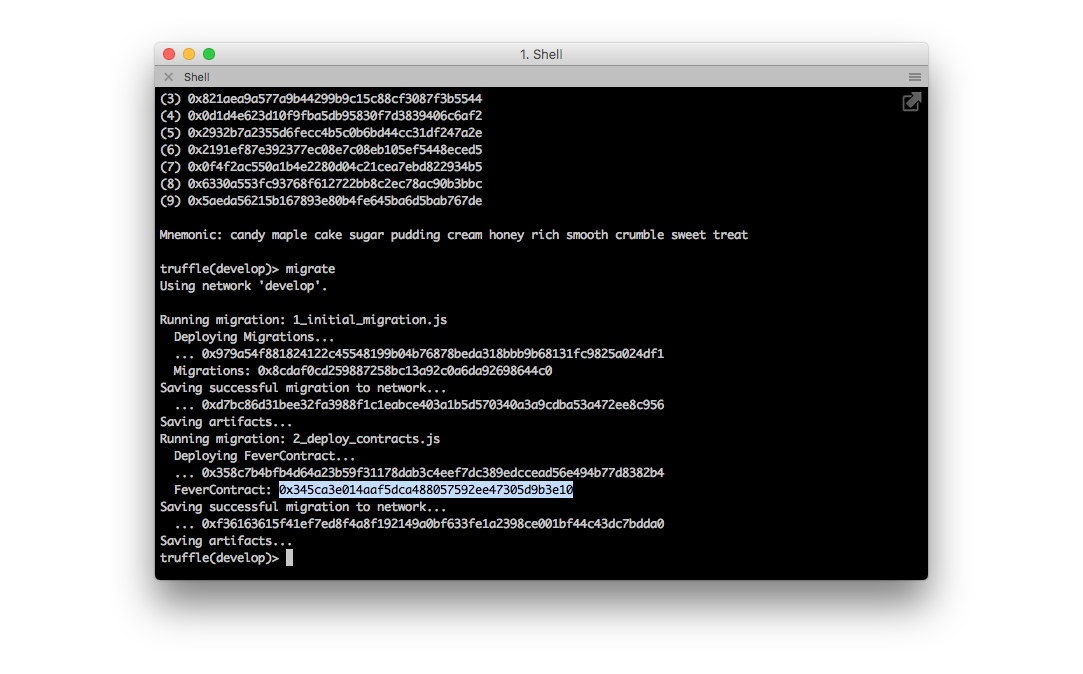 1. Shell
Shell
(3) 0x821aea9a577a9b44299b9c15c88cf3087f3b5544
(4) 0x0d1d4e623d10f9fba5db95830f7d3839406c6af2
(5) 0x2932b7a2355d6fecc4b5c0b6bd44cc31df247a2e
(6) 0x2191ef87e392377ec08e7c08eb105ef5448eced5
(7) 0x0f4f2ac550a1b4e2280d04c21cea7ebd822934b5
(8) 0x6330a553fc93768f612722bb8c2ec78ac90b3bbc
(9) 0x5aeda56215b167893e80b4fe645ba6d5bab767de
Mnemonic: candy maple cake sugar pudding cream honey rich smooth crumble sweet treat
truffle(develop)> migrate
Using network 'develop'.
Running migration: 1_initial_migration.js
Deploying Migrations...
... 0x979a54f881824122c45548199b04b76878beda318bbb9b68131fc9825a024df1
Migrations: 0x8cdaf0cd259887258bc13a92c0a6da92698644c0
Saving successful migration to network...
... 0xd7bc86d31bee32fa3988f1c1eabce403a1b5d570340a3a9cdba53a472ee8c956
Saving artifacts...
Running migration: 2_deploy_contracts.js
Deploying FeverContract...
... 0x358c7b4bfb4d64a23b59f31178dab3c4eef7dc389edccead56e494b77d8382b4
FeverContract: 0x345ca3e014aaf5dca488057592ee47305d9b3e10
Saving successful migration to network...
... 0xf36163615f41ef7ed8f4a8f192149a0bf633fe1a2398ce001bf44c43dc7bdda0
Saving artifacts...
truffle(develop)>